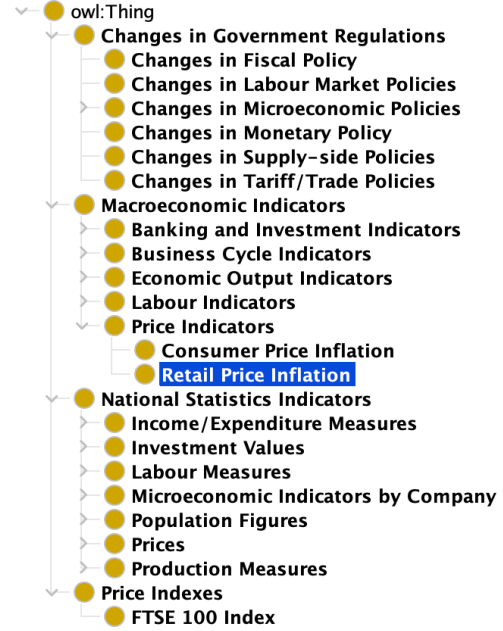 owl:Thing
Changes in Government Regulations
Changes in Fiscal Policy
Changes in Labour Market Policies
Changes in Microeconomic Policies
Changes in Monetary Policy
Changes in Supply-side Policies
Changes in Tariff/Trade Policies
Macroeconomic Indicators
Banking and Investment Indicators
Business Cycle Indicators
Economic Output Indicators
Labour Indicators
Price Indicators
Consumer Price Inflation
Retail Price Inflation
National Statistics Indicators
Income/Expenditure Measures
Investment Values
Labour Measures
Microeconomic Indicators by Company
Population Figures
Prices
Production Measures
Price Indexes
FTSE 100 Index